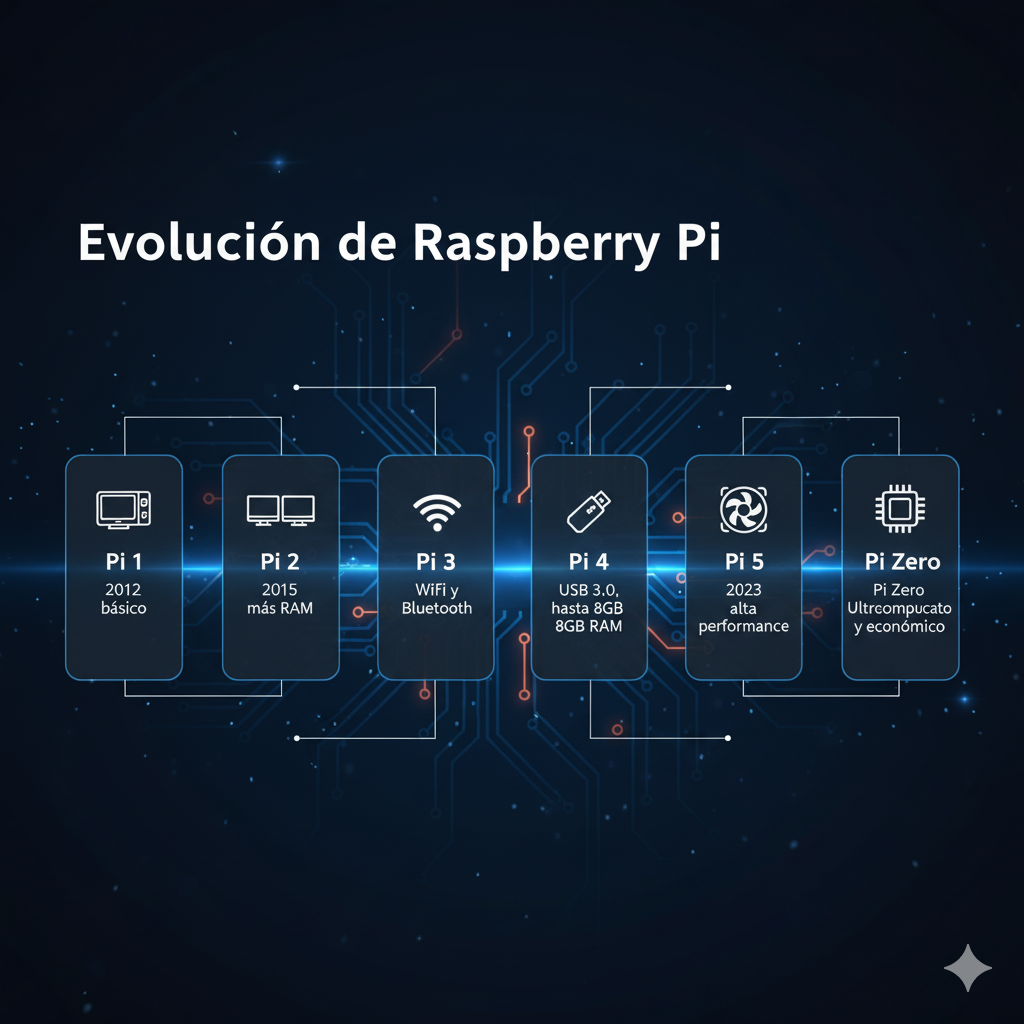 Evolución de Raspberry Pi
Pi 1
2012
básico
Pi 2
2015
más RAM
Pi 3
WiFi y
Bluetooth
Pi 4
USB 3.0,
hasta 8GB
8GB RAM
Pi 5
2023
alta
performance
Pi Zero
Pi Zero
Ultrcompucato
y económico